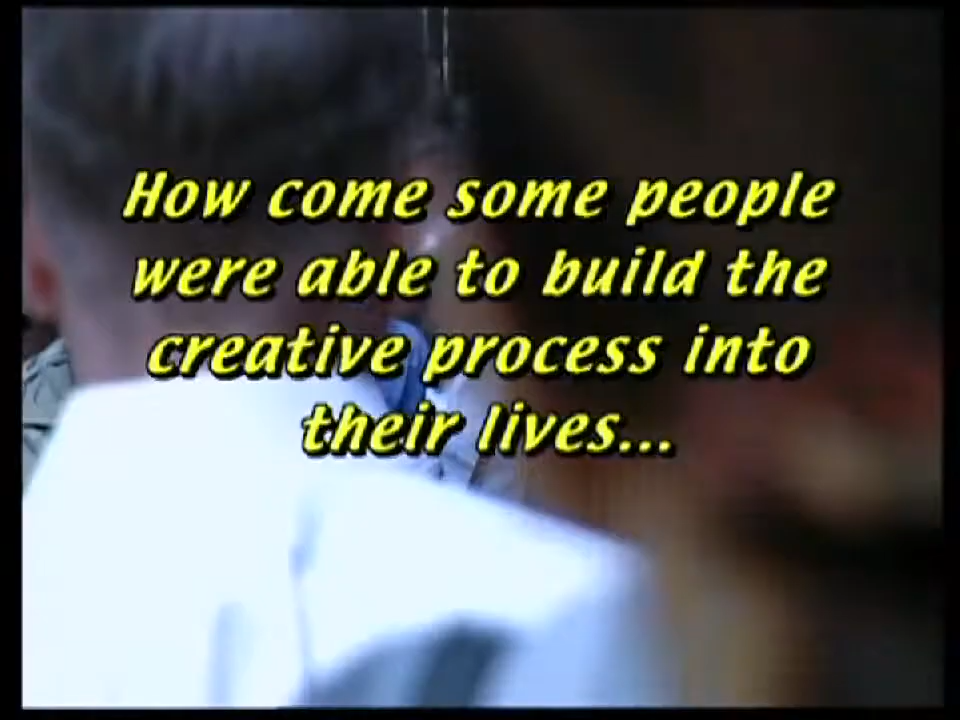 How come some people
were able to build the
creative process into
their lives...